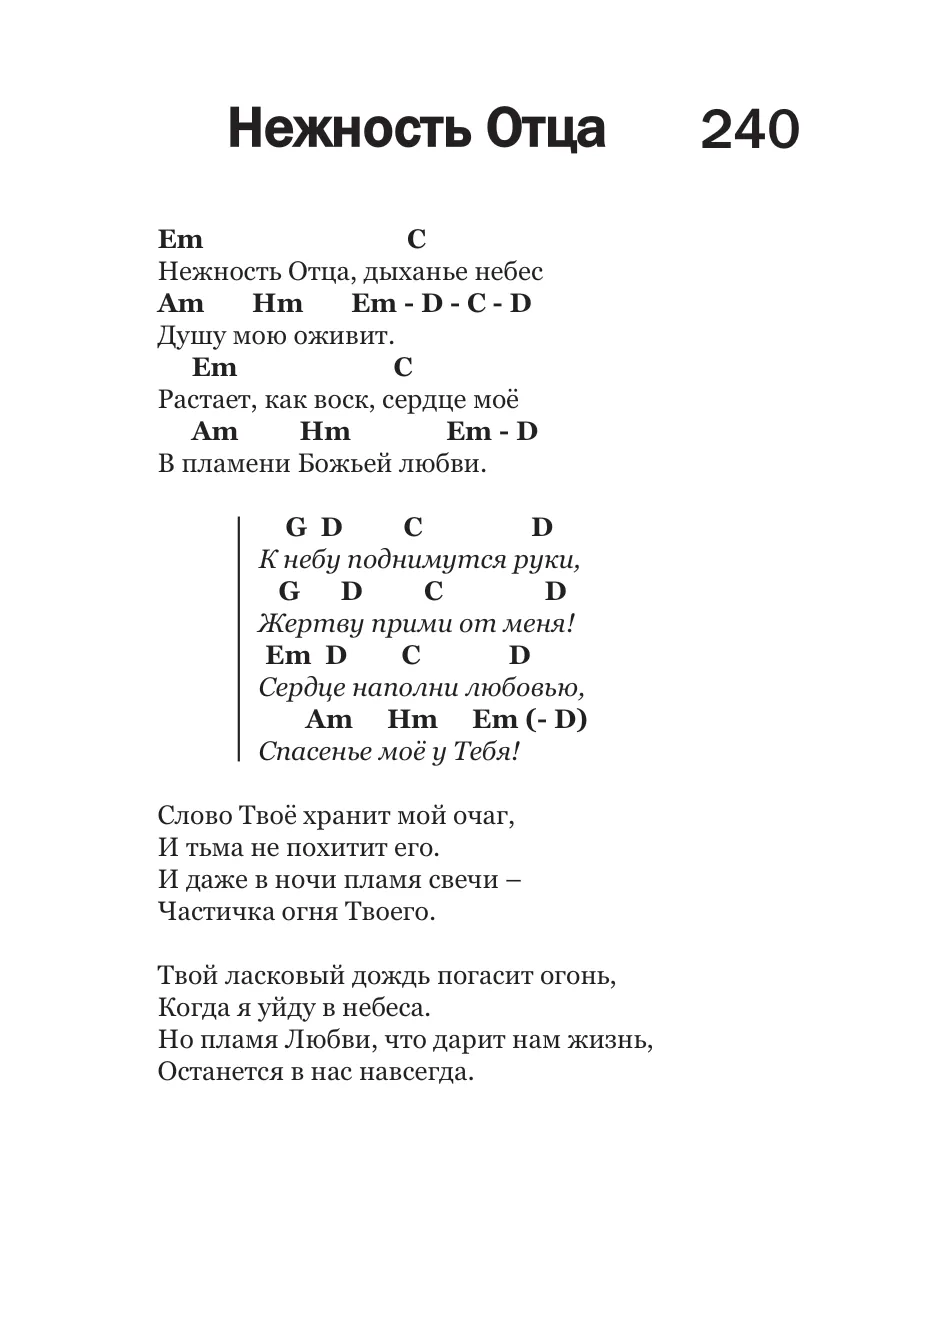 Нежность Отца 240
Em C
Нежность Отца, дыханье небес
Am Hm Em - D - C - D
Душу мою оживит.
Em C
Растает, как воск, сердце моё
Am Hm Em - D
В пламени Божьей любви.
G D C D
К небу поднимутся руки,
G D C D
Жертву прими от меня!
Em D C D
Сердце наполни любовью,
Am Hm Em (- D)
Спасенье моё у Тебя!
Слово Твоё хранит мой очаг,
И тьма не похитит его.
И даже в ночи пламя свечи –
Частичка огня Твоего.
Твой ласковый дождь погасит огонь,
Когда я уйду в небеса.
Но пламя Любви, что дарит нам жизнь,
Останется в нас навсегда.